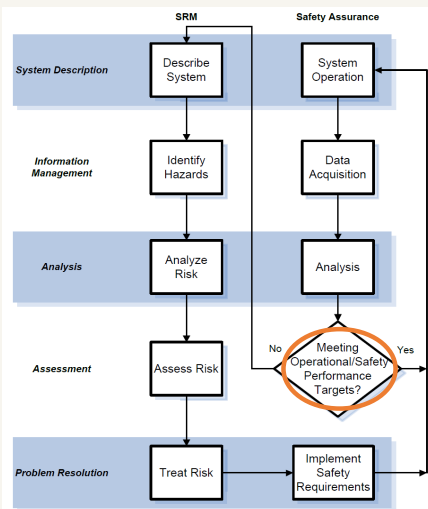 SRM
Safety Assurance
System Description
Describe
System
System
Operation
Information
Management
Identify
Hazards
Data
Acquisition
Analysis
Analyze
Risk
Analysis
Assessment
Assess Risk
No
Meeting
Operational/Safety
Performance
Targets?
Yes
Problem Resolution
Treat Risk
Implement
Safety
Requirements